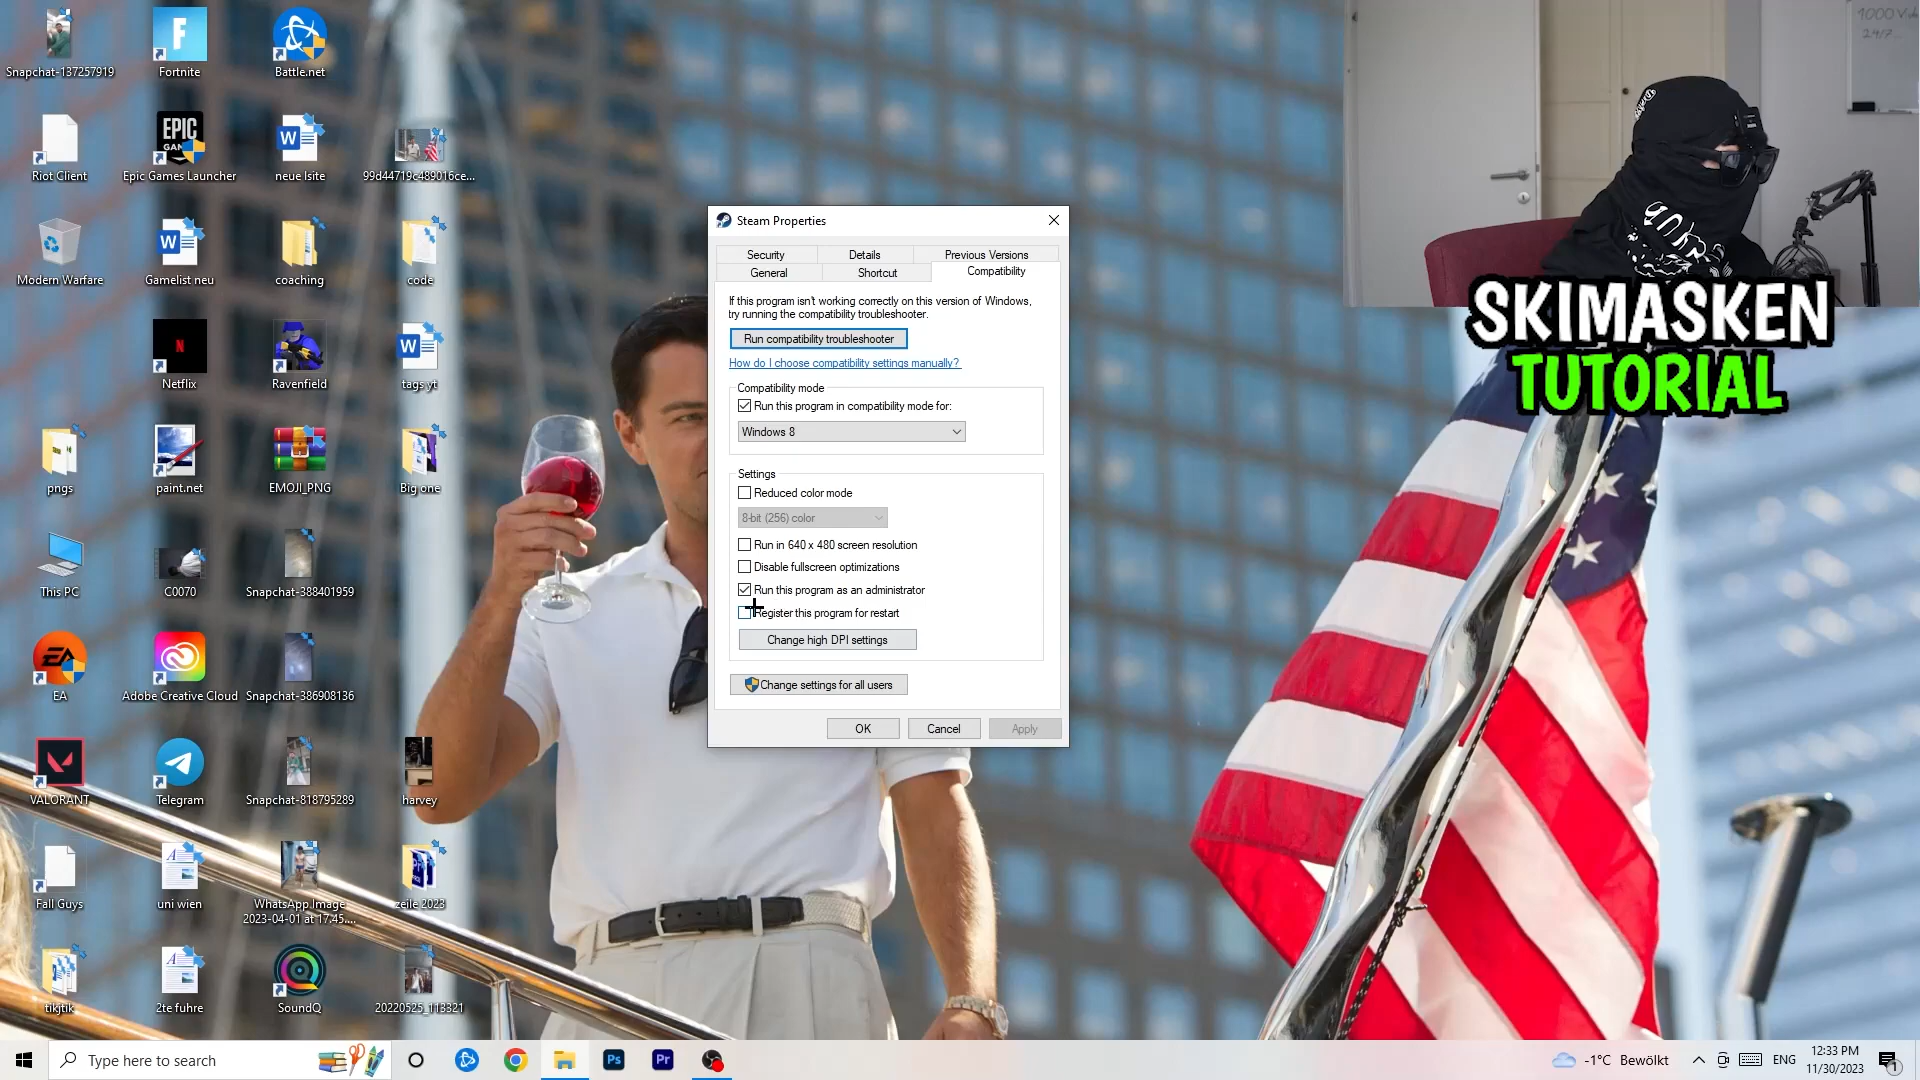 Snapchat-137257919
Fortnite
Battle.net
Riot Client
EPIC
Epic Games Launcher
neue lsite
99d44719c489016ce...
Modern Warfare
Gamelist neu
coaching
code
Netflix
Ravenfield
tags yt
pngs
paint.net
EMOJI_PNG
Big one
This PC
C0070
Snapchat-388401959
EA
Adobe Creative Cloud
Snapchat-386908136
VALORANT
Telegram
Snapchat-818795289
harvey
Fall Guys
uni wien
WhatsApp Image
2023-04-01 at 17.45....
zeile 2023
tikjtik
2te fuhre
SoundQ
20220525_113321
Steam Properties
Security
Details
Previous Versions
General
Shortcut
Compatibility
If this program isn't working correctly on this version of Windows,
try running the compatibility troubleshooter.
Run compatibility troubleshooter
How do I choose compatibility settings manually?
Compatibility mode
Run this program in compatibility mode for:
Windows 8
Settings
Reduced color mode
8-bit (256) color
Run in 640 x 480 screen resolution
Disable fullscreen optimizations
Run this program as an administrator
Register this program for restart
Change high DPI settings
Change settings for all users
OK
Cancel
Apply
24/7
SKIMASKEN
TUTORIAL
Type here to search
Ps
Pr
-1°C Bewölkt
ENG
12:33 PM
11/30/2023
1